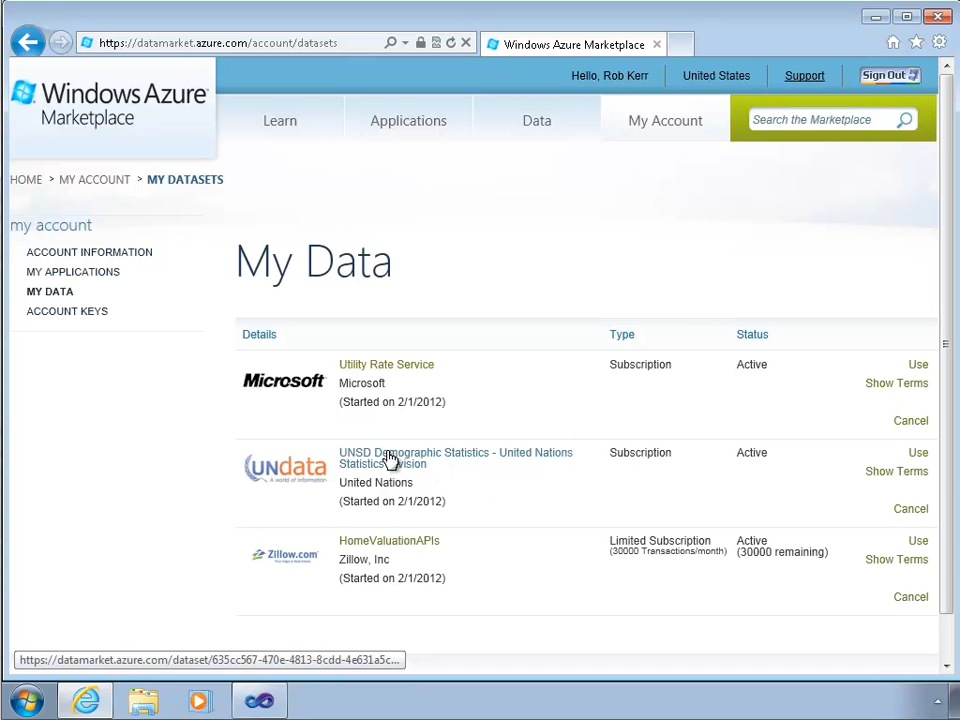 https://datamarket.azure.com/account/datasets
Windows Azure Marketplace
Windows Azure
Marketplace
Hello, Rob Kerr
United States
Support
Sign Out
Learn
Applications
Data
My Account
Search the Marketplace
HOME > MY ACCOUNT > MY DATASETS
my account
ACCOUNT INFORMATION
MY APPLICATIONS
MY DATA
ACCOUNT KEYS
My Data
Details Type Status
Microsoft
Utility Rate Service
Microsoft
(Started on 2/1/2012)
Subscription
Active
Use
Show Terms
Cancel
UNdata
A world of information
UNSD Demographic Statistics - United Nations
Statistics Division
United Nations
(Started on 2/1/2012)
Subscription
Active
Use
Show Terms
Cancel
Zillow.com
HomeValuationAPIs
Zillow, Inc
(Started on 2/1/2012)
Limited Subscription
(30000 Transactions/month)
Active
(30000 remaining)
Use
Show Terms
Cancel
https://datamarket.azure.com/dataset/635cc567-470e-4813-8cdd-4e631a5c...